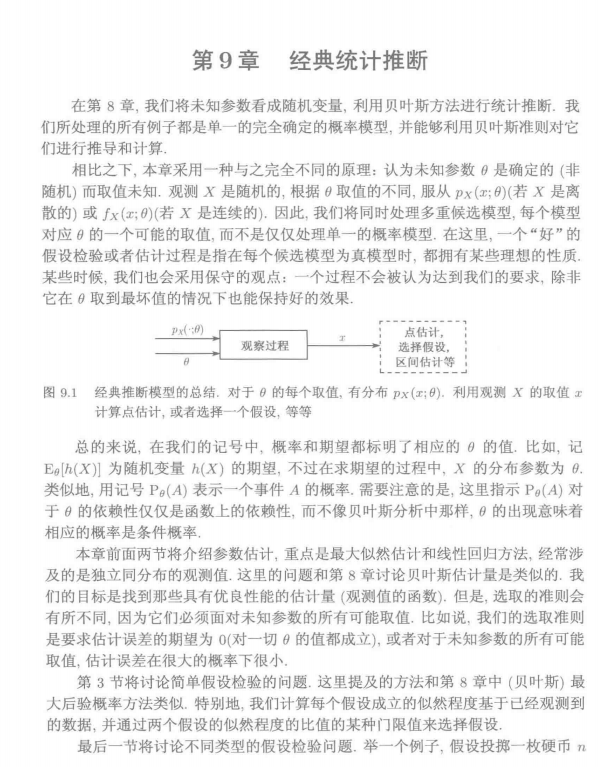 第9章 经典统计推断
在第 8 章, 我们将未知参数看成随机变量, 利用贝叶斯方法进行统计推断. 我
们所处理的所有例子都是单一的完全确定的概率模型, 并能够利用贝叶斯准则对它
们进行推导和计算.
相比之下, 本章采用一种与之完全不同的原理: 认为未知参数 θ 是确定的 (非
随机) 而取值未知. 观测 X 是随机的, 根据 θ 取值的不同, 服从 pX(x;θ)(若 X 是离
散的) 或 fX(x;θ)(若 X 是连续的). 因此, 我们将同时处理多重候选模型, 每个模型
对应 θ 的一个可能的取值, 而不是仅仅处理单一的概率模型. 在这里, 一个“好”的
假设检验或者估计过程是指在每个候选模型为真模型时, 都拥有某些理想的性质.
某些时候, 我们也会采用保守的观点: 一个过程不会被认为达到我们的要求, 除非
它在 θ 取到最坏值的情况下也能保持好的效果.
pX(·;θ)
θ
观察过程
x
点估计,
选择假设,
区间估计等
图 9.1 经典推断模型的总结. 对于 θ 的每个取值, 有分布 pX(x;θ). 利用观测 X 的取值 x
计算点估计, 或者选择一个假设, 等等
总的来说, 在我们的记号中, 概率和期望都标明了相应的 θ 的值. 比如, 记
Eθ[h(X)] 为随机变量 h(X) 的期望, 不过在求期望的过程中, X 的分布参数为 θ.
类似地, 用记号 Pθ(A) 表示一个事件 A 的概率. 需要注意的是, 这里指示 Pθ(A) 对
于 θ 的依赖性仅仅是函数上的依赖性, 而不像贝叶斯分析中那样, θ 的出现意味着
相应的概率是条件概率.
本章前面两节将介绍参数估计, 重点是最大似然估计和线性回归方法, 经常涉
及的是独立同分布的观测值. 这里的问题和第 8 章讨论贝叶斯估计量是类似的. 我
们的目标是找到那些具有优良性能的估计量 (观测值的函数). 但是, 选取的准则会
有所不同, 因为它们必须面对未知参数的所有可能取值. 比如说, 我们的选取准则
是要求估计误差的期望为 0(对一切 θ 的值都成立), 或者对于未知参数的所有可能
取值, 估计误差在很大的概率下很小.
第 3 节将讨论简单假设检验的问题. 这里提及的方法和第 8 章中 (贝叶斯) 最
大后验概率方法类似. 特别地, 我们计算每个假设成立的似然程度基于已经观测到
的数据, 并通过两个假设的似然程度的比值的某种门限值来选择假设.
最后一节将讨论不同类型的假设检验问题. 举一个例子, 假设投掷一枚硬币 n